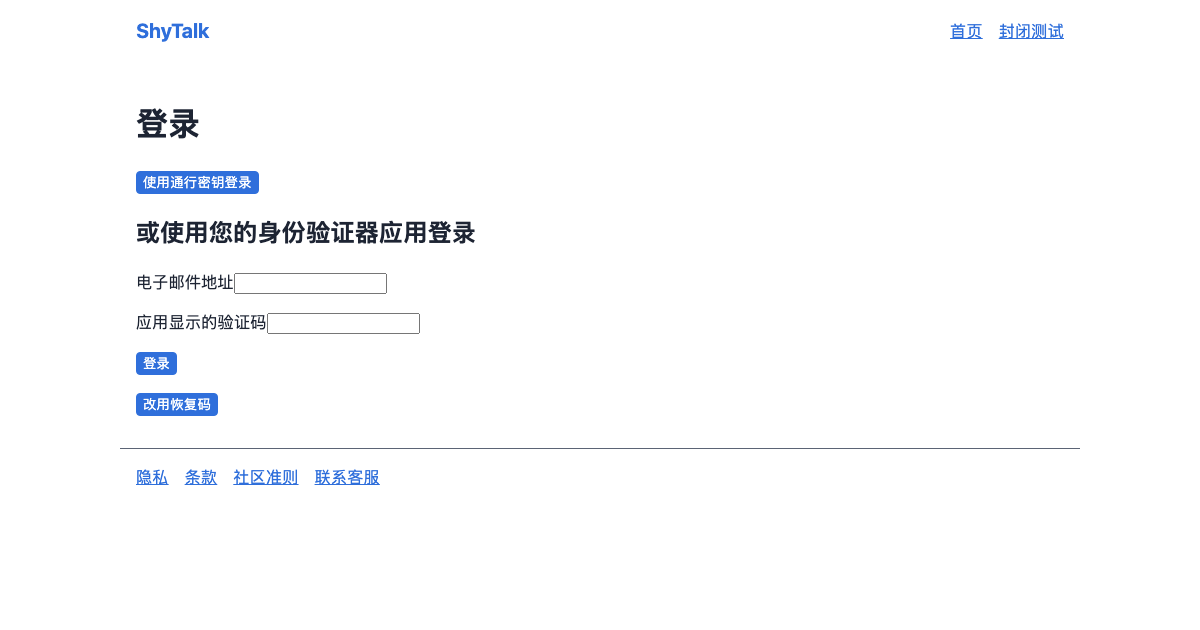 ShyTalk
首页 封闭测试
登录
使用通行密钥登录
或使用您的身份验证器应用登录
电子邮件地址
应用显示的验证码
登录
改用恢复码
隐私 条款 社区准则 联系客服